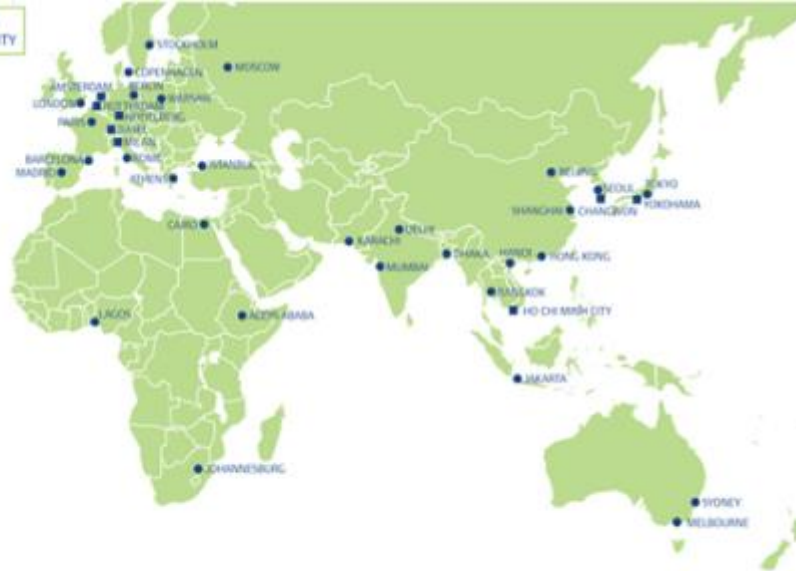 ITY
STOCKHOLM
MOSCOW
COPENHAGEN
BERLIN
AMSTERDAM
WARSAW
LONDON
ROTTERDAM
HEIDELBERG
PARIS
BASEL
MILAN
BARCELONA
ROME
ISTANBUL
MADRID
ATHENS
CAIRO
BEIJING
SEOUL
TOKYO
SHANGHAI
CHANGWON
YOKOHAMA
DELHI
KARACHI
DHAKA
HANOI
HONG KONG
MUMBAI
BANGKOK
LAGOS
ADDIS ABABA
HO CHI MINH CITY
JAKARTA
JOHANNESBURG
SYDNEY
MELBOURNE